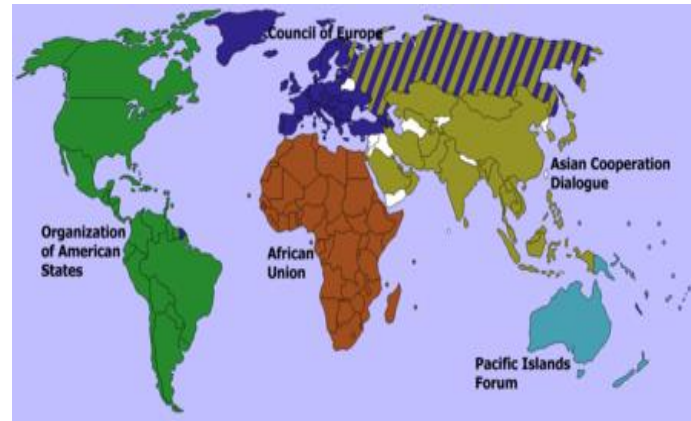 Council of Europe
Asian Cooperation
Dialogue
Organization
of American
States
African
Union
Pacific Islands
Forum